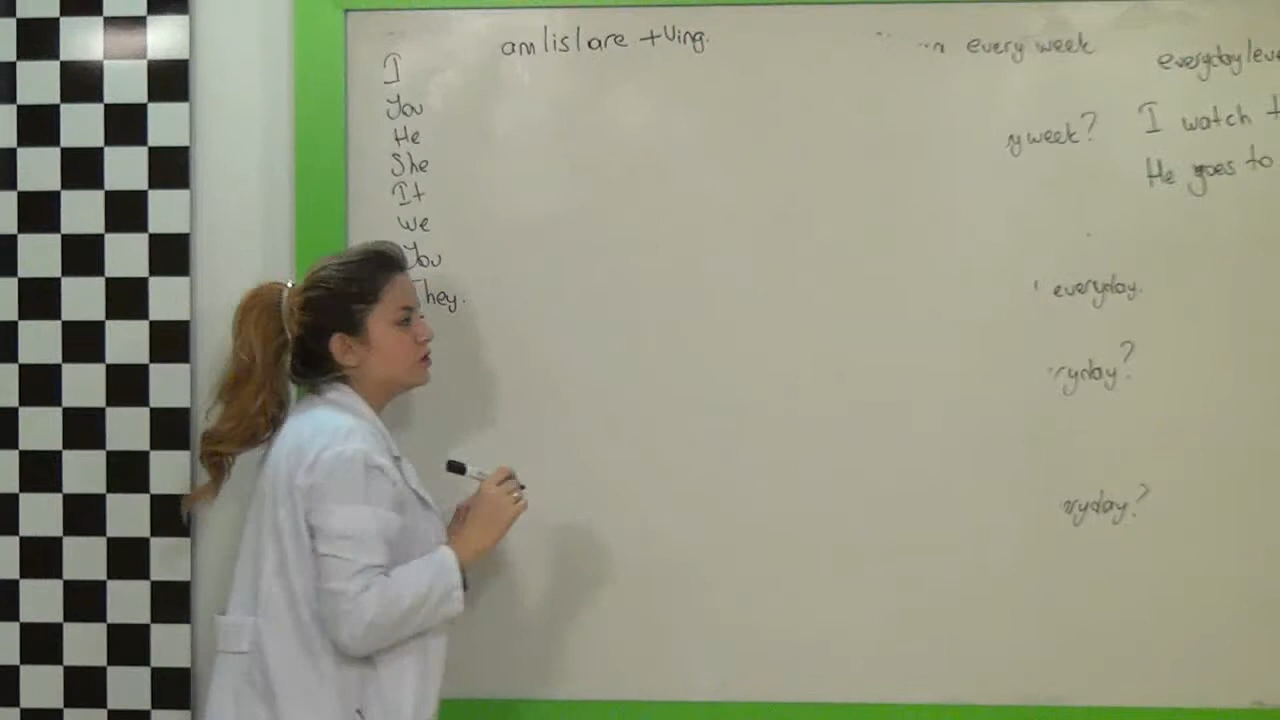 am|is|are +Ving.
I
You
He
She
It
we
You
They.
every week
y week?
everyday.
ryday?
ryday?
everyday
I watch
He goes to